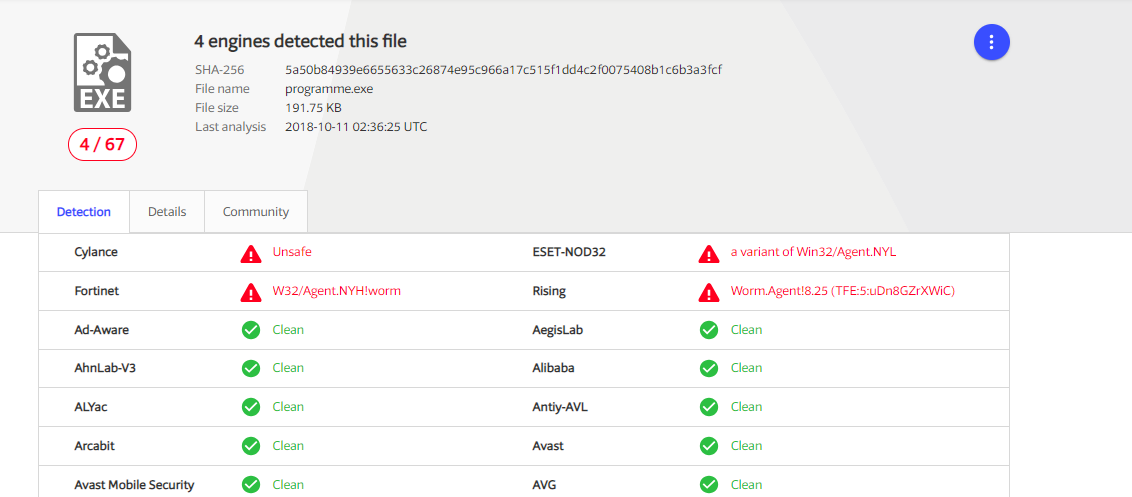 4 engines detected this file
SHA-256 5a50b84939e6655633c26874e95c966a17c515f1dd4c2f0075408b1c6b3a3fcf
File name programme.exe
File size 191.75 KB
Last analysis 2018-10-11 02:36:25 UTC
EXE
4 / 67
Detection Details Community
Cylance Unsafe ESET-NOD32 a variant of Win32/Agent.NYL
Fortinet W32/Agent.NYH!worm Rising Worm.Agent!8.25 (TFE:5:uDn8GZrXWiC)
Ad-Aware Clean AegisLab Clean
AhnLab-V3 Clean Alibaba Clean
ALYac Clean Antiy-AVL Clean
Arcabit Clean Avast Clean
Avast Mobile Security Clean AVG Clean